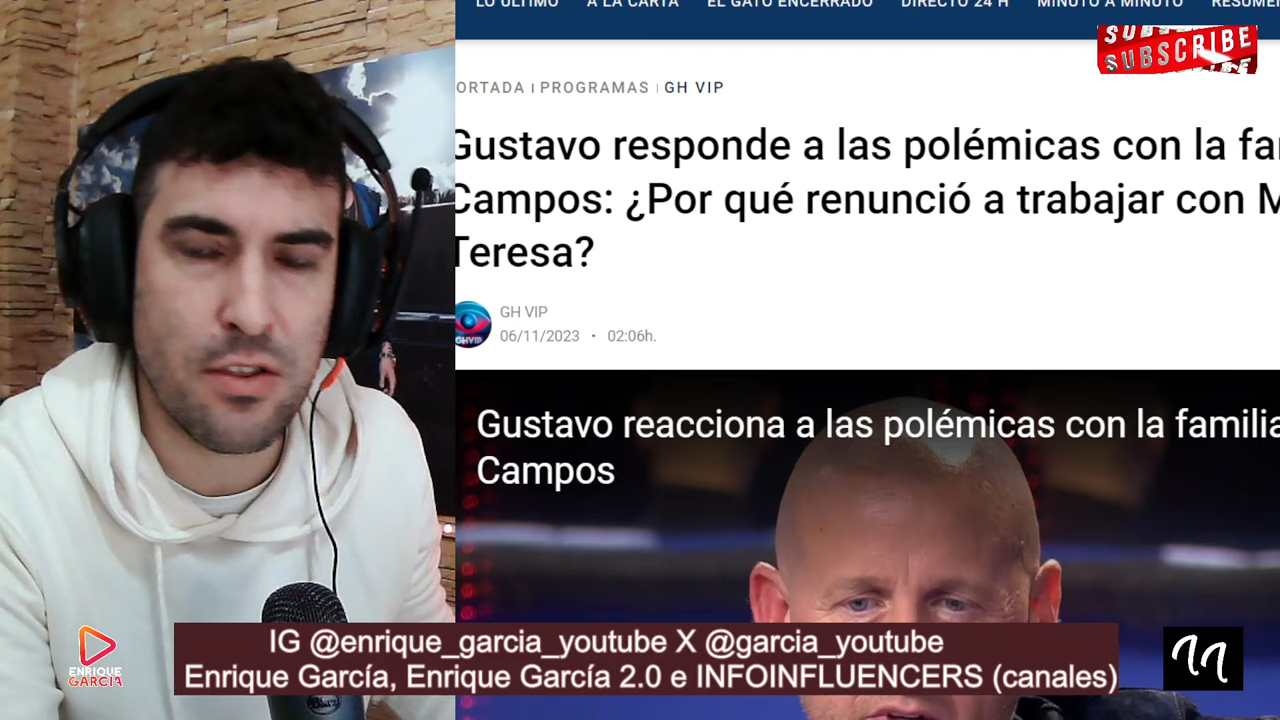 LO ÚLTIMO A LA CARTA EL GATO ENCERRADO DIRECTO 24 H MINUTO A MINUTO
SUBSCRIBE
SUBSCRIBE
ORTADA | PROGRAMAS | GH VIP
Gustavo responde a las polémicas con la fa
Campos: ¿Por qué renunció a trabajar con M
Teresa?
GH VIP
06/11/2023 · 02:06h.
GHVIP
Gustavo reacciona a las polémicas con la familia
Campos
IG @enrique_garcia_youtube X @garcia_youtube
Enrique García, Enrique García 2.0 e INFOINFLUENCERS (canales)
ENRIQUE
GARCÍA